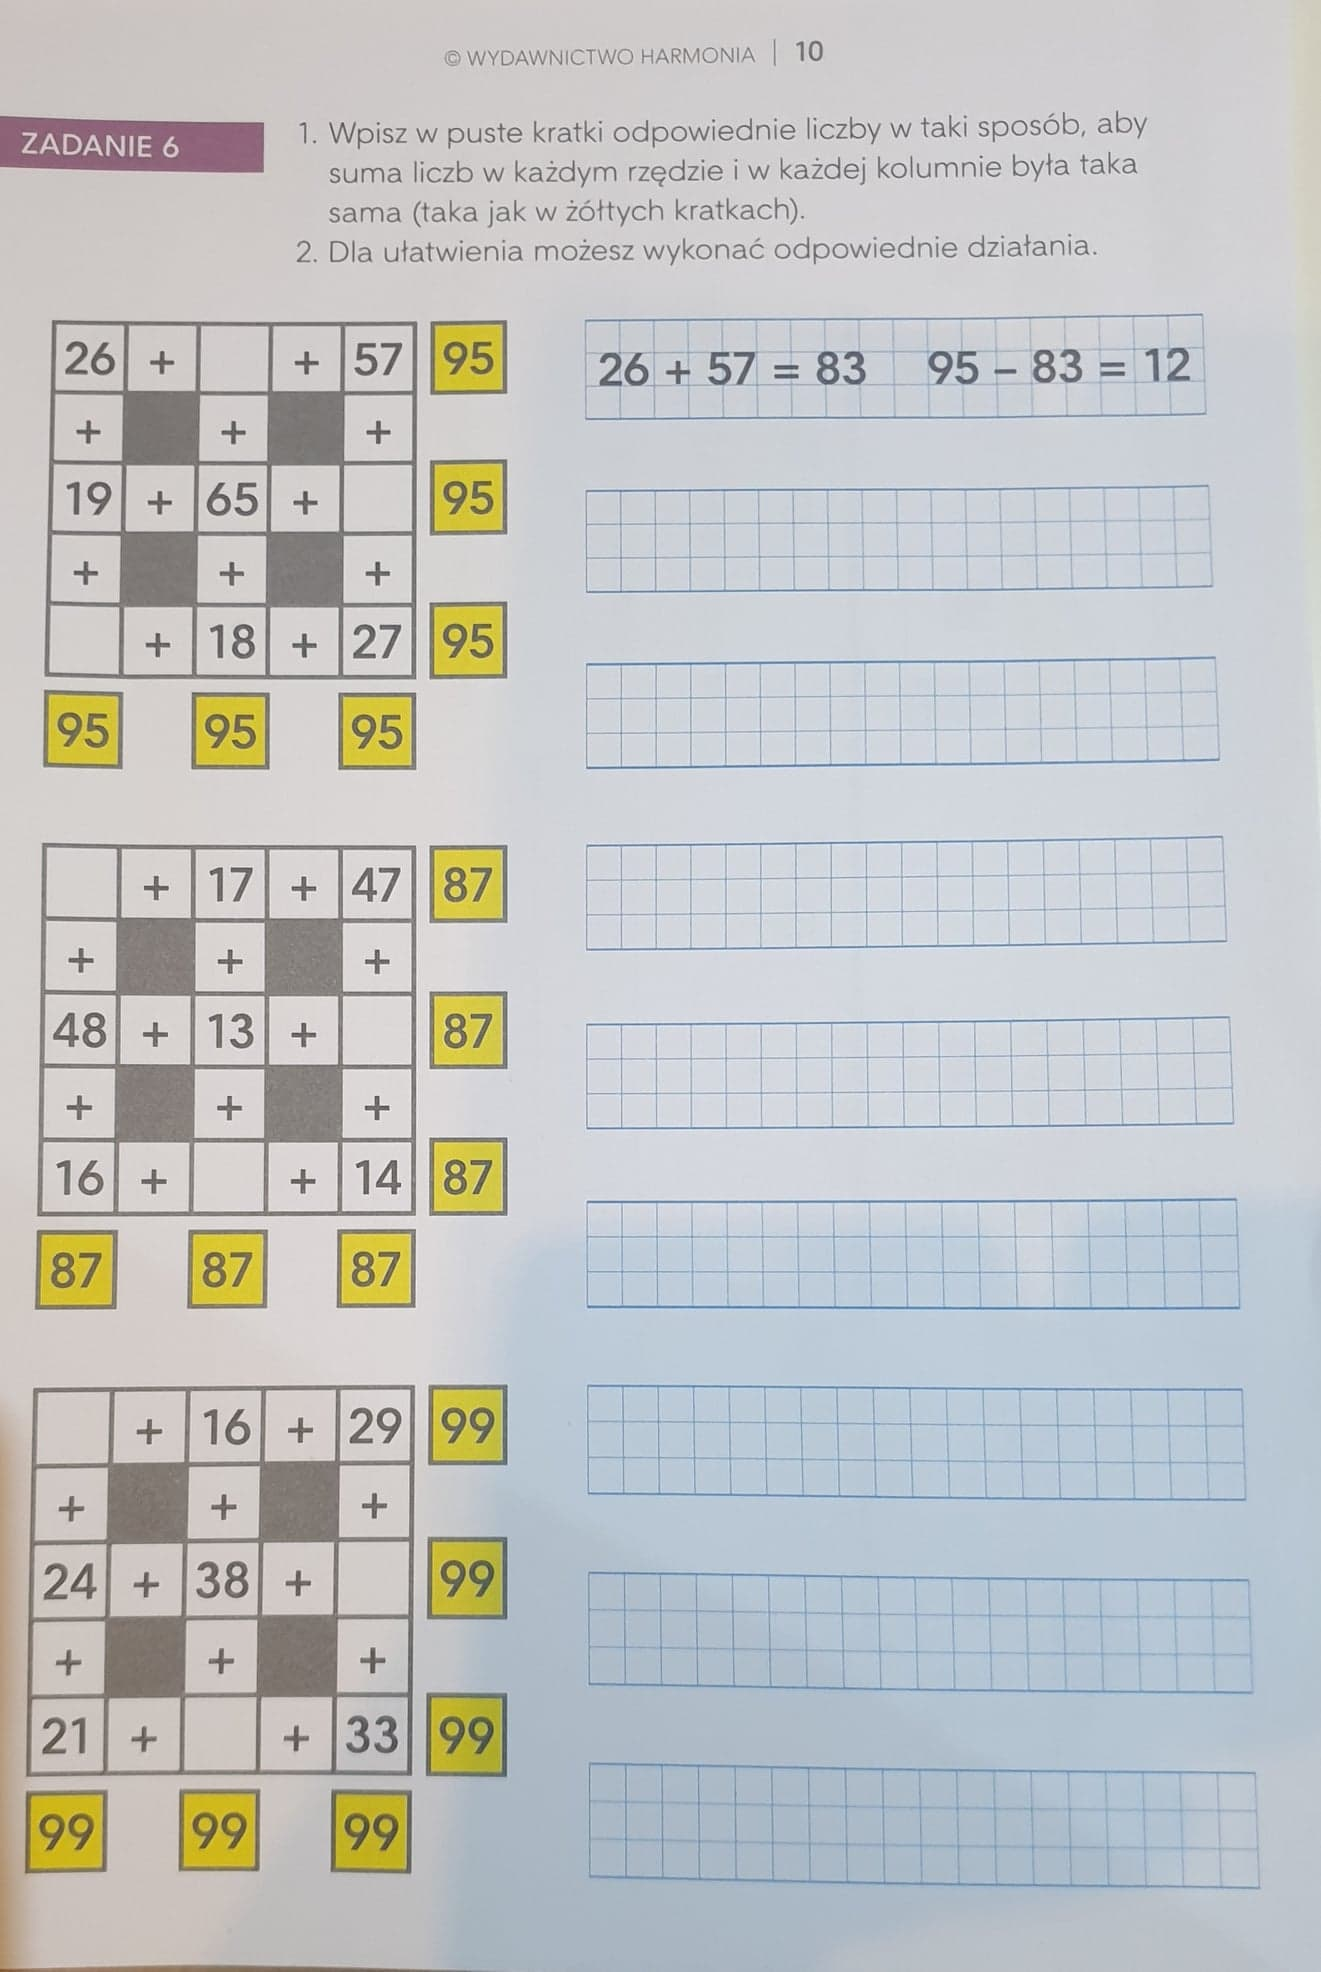 © WYDAWNICTWO HARMONIA | 10
ZADANIE 6
1. Wpisz w puste kratki odpowiednie liczby w taki sposób, aby
suma liczb w każdym rzędzie i w każdej kolumnie była taka
sama (taka jak w żółtych kratkach).
2. Dla ułatwienia możesz wykonać odpowiednie działania.
26 + + 57 95
26 + 57 = 83 95 – 83 = 12
+ + +
19 + 65 + 95
+ + +
+ 18 + 27 95
95 95 95
+ 17 + 47 87
+ + +
48 + 13 + 87
+ + +
16 + + 14 87
87 87 87
+ 16 + 29 99
+ + +
24 + 38 + 99
+ + +
21 + + 33 99
99 99 99